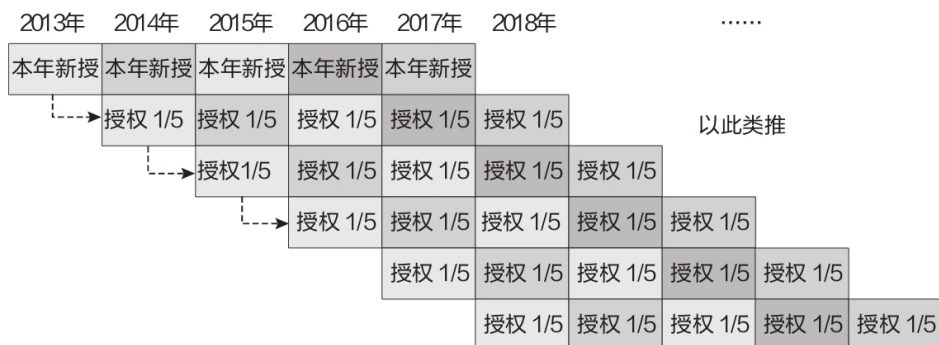 2013年 2014年 2015年 2016年 2017年 2018年 ······
本年新授 本年新授 本年新授 本年新授 本年新授
授权 1/5 授权 1/5 授权 1/5 授权 1/5 授权 1/5 以此类推
授权1/5 授权 1/5 授权 1/5 授权 1/5 授权 1/5
授权 1/5 授权 1/5 授权 1/5 授权 1/5 授权 1/5
授权 1/5 授权 1/5 授权 1/5 授权 1/5 授权 1/5
授权 1/5 授权 1/5 授权 1/5 授权 1/5 授权 1/5